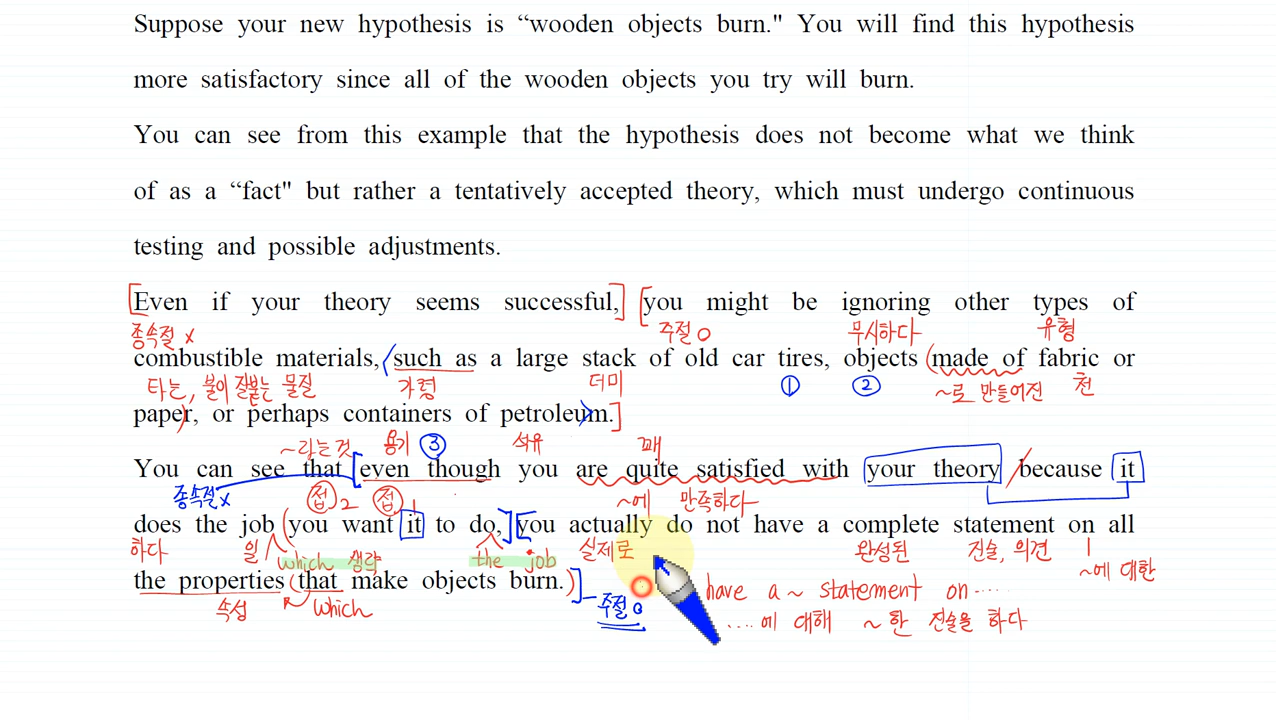 Suppose your new hypothesis is “wooden objects burn." You will find this hypothesis
more satisfactory since all of the wooden objects you try will burn.
You can see from this example that the hypothesis does not become what we think
of as a “fact" but rather a tentatively accepted theory, which must undergo continuous
testing and possible adjustments.
[Even if your theory seems successful,] [you might be ignoring other types of
종속절 x 주절 o 무시하다 유형
combustible materials, <such as a large stack of old car tires, objects (made of fabric or
타는, 불이 잘붙는 물질 가령 더미 ① ② ~로 만들어진 천
paper), or perhaps containers of petroleum.>]
~라는것 용기 ③ 석유 꽤
You can see that [even though you are quite satisfied with your theory / because it
종속절x 접2 접1 ~에 만족하다
does the job (you want it to do,] [you actually do not have a complete statement on all
하다 일 which 생략 the job 실제로 완성된 진술, 의견 ~에 대한
the properties (that make objects burn.)] 주절 o have a ~ statement on ......
속성 which .... 에 대해 ~한 진술을 하다